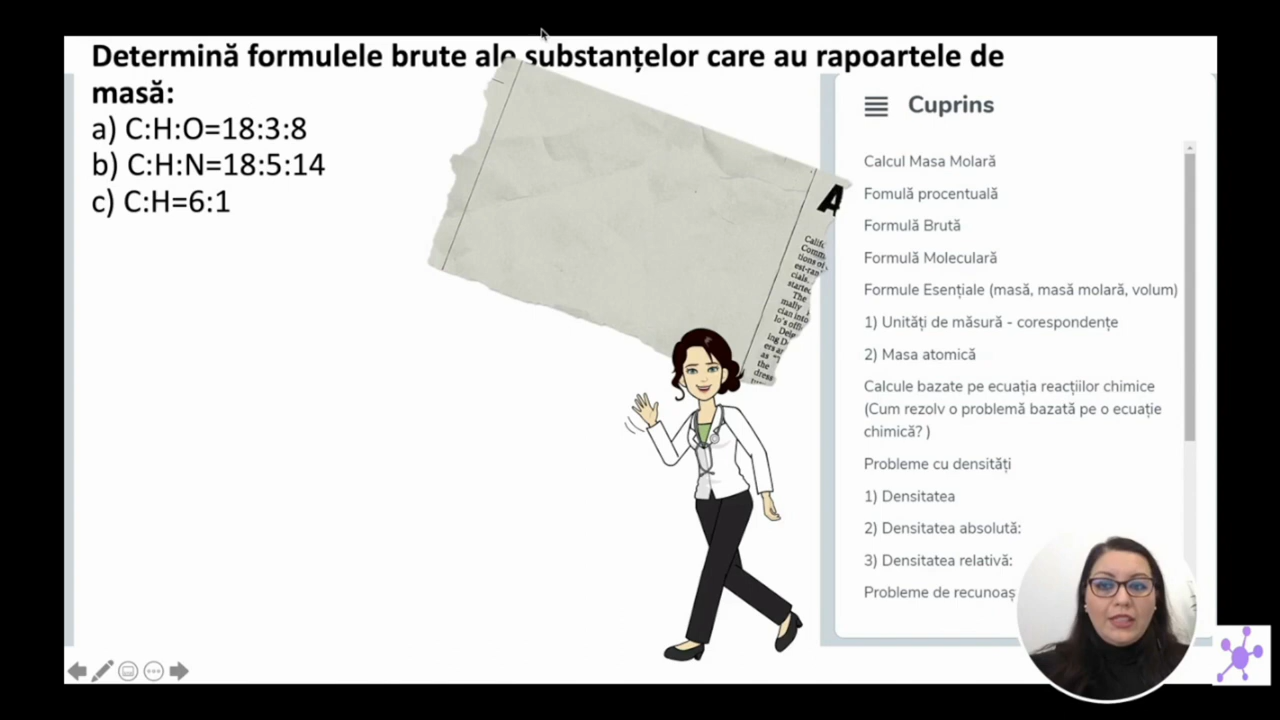 Determină formulele brute ale substanțelor care au rapoartele de
masă:
a) C:H:O=18:3:8
b) C:H:N=18:5:14
c) C:H=6:1
A
Cuprins
Calcul Masa Molară
Fomulă procentuală
Formulă Brută
Formulă Moleculară
Formule Esențiale (masă, masă molară, volum)
1) Unități de măsură - corespondențe
2) Masa atomică
Calcule bazate pe ecuația reacțiilor chimice
(Cum rezolv o problemă bazată pe o ecuație
chimică? )
Probleme cu densități
1) Densitatea
2) Densitatea absolută:
3) Densitatea relativă:
Probleme de recunoaș